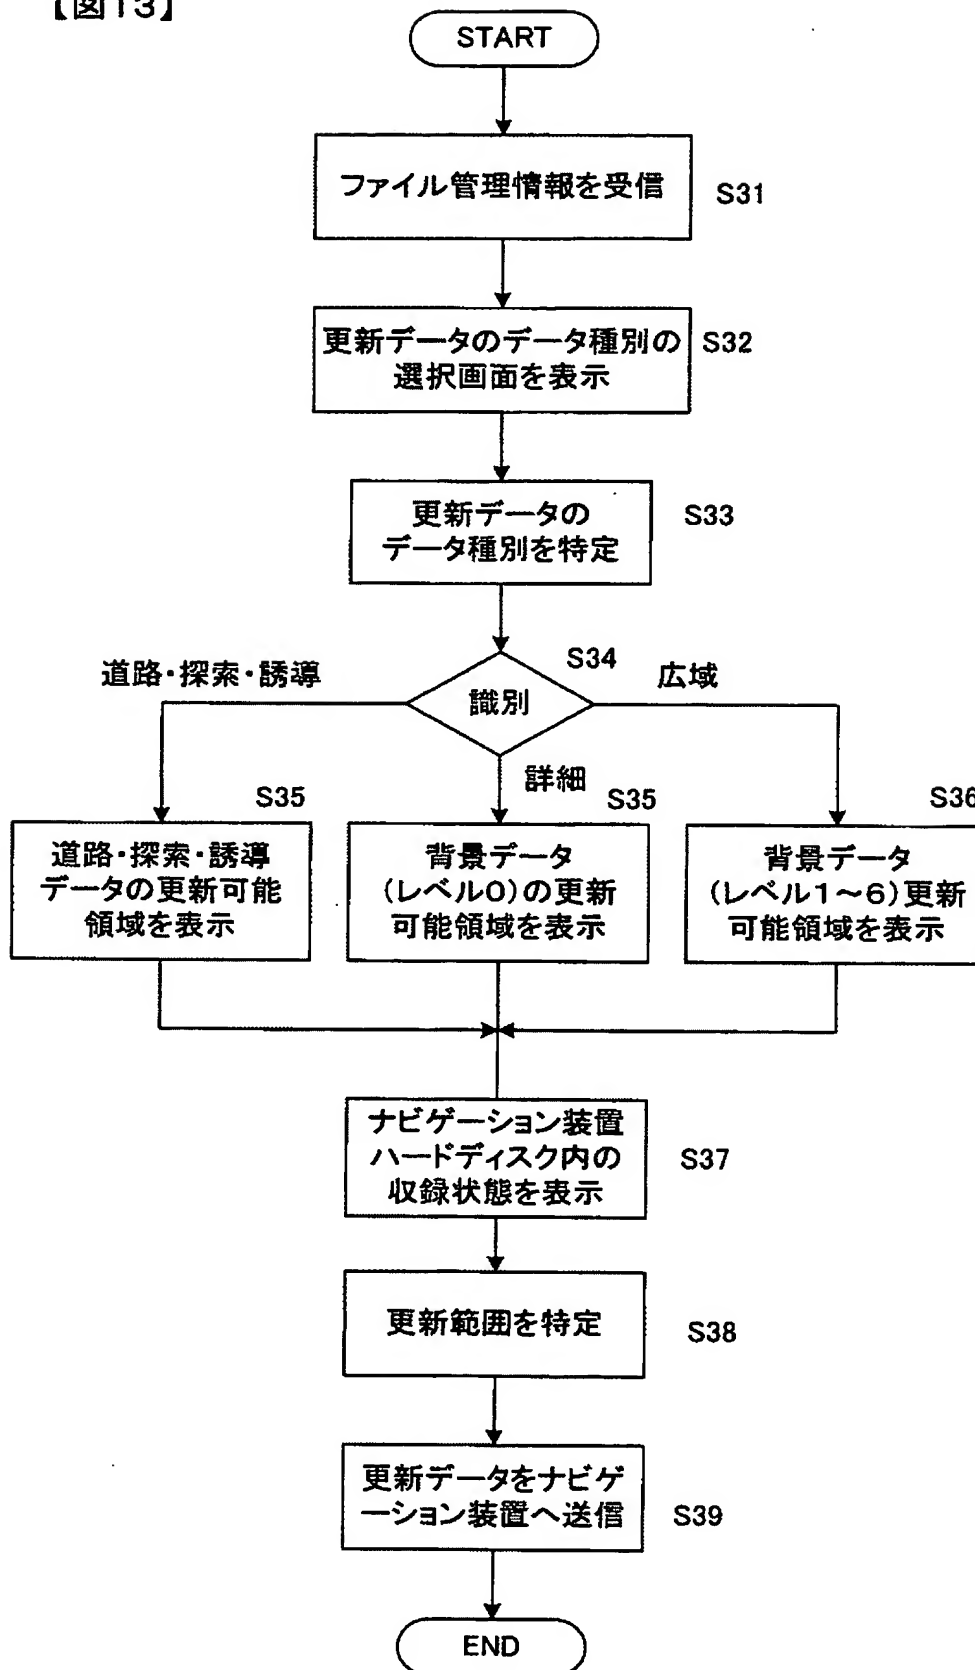 【図13】
START
ファイル管理情報を受信
S31
更新データのデータ種別の
選択画面を表示
S32
更新データの
データ種別を特定
S33
S34
道路・探索・誘導
識別
広域
詳細
S35
道路・探索・誘導
データの更新可能
領域を表示
S35
背景データ
(レベル0)の更新
可能領域を表示
S36
背景データ
(レベル1~6)更新
可能領域を表示
ナビゲーション装置
ハードディスク内の
収録状態を表示
S37
更新範囲を特定
S38
更新データをナビゲ
ーション装置へ送信
S39
END